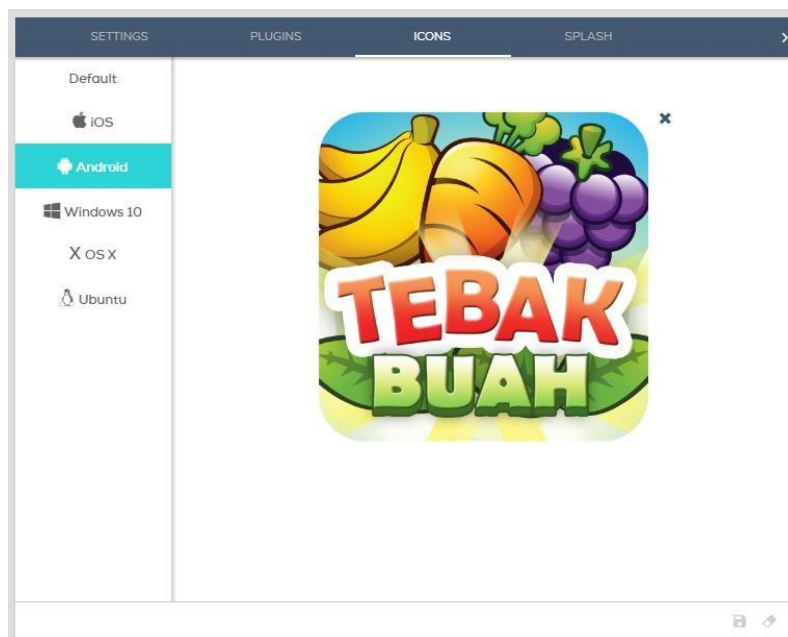 SETTINGS PLUGINS ICONS SPLASH
Default
iOS
Android
Windows 10
X OS X
Ubuntu
TEBAK
BUAH